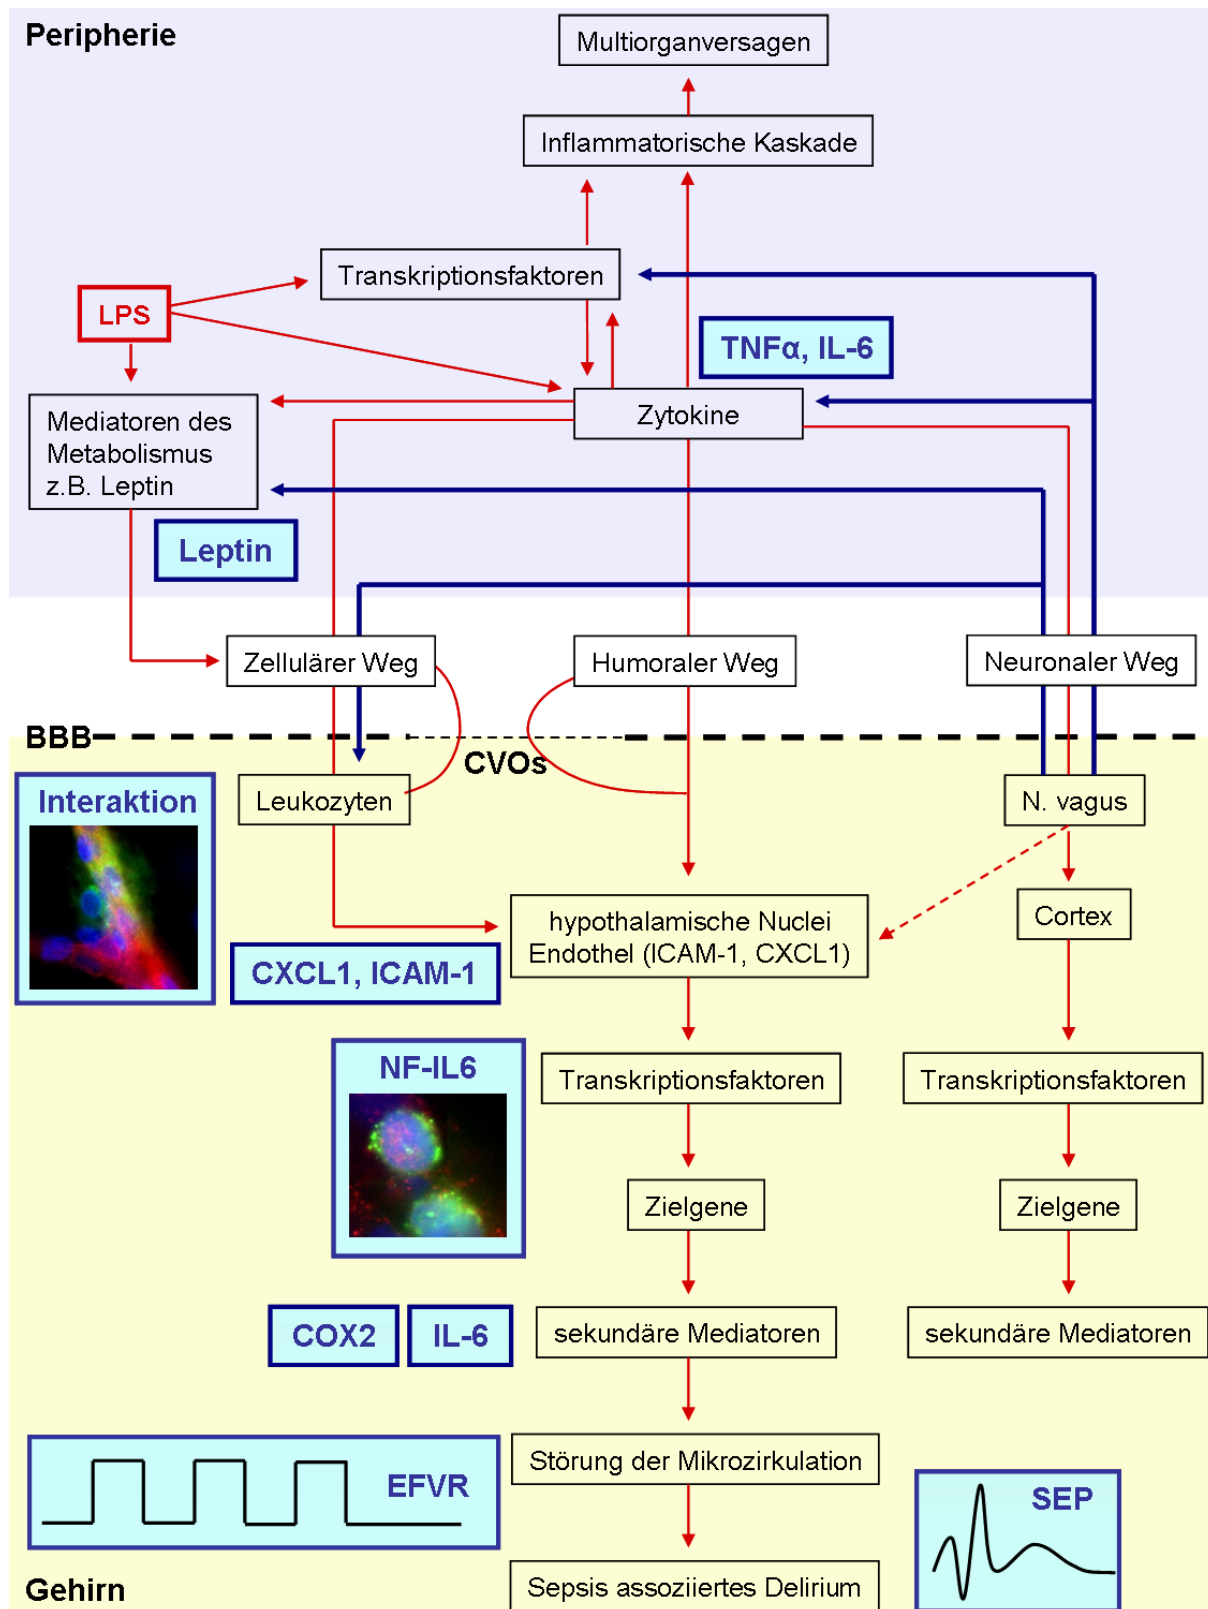 Peripherie
Multiorganversagen
Inflammatorische Kaskade
Transkriptionsfaktoren
LPS
TNFα, IL-6
Mediatoren des
Metabolismus
z.B. Leptin
Zytokine
Leptin
Zellulärer Weg
Humoraler Weg
Neuronaler Weg
BBB
CVOs
Interaktion
Leukozyten
N. vagus
hypothalamische Nuclei
Endothel (ICAM-1, CXCL1)
Cortex
CXCL1, ICAM-1
NF-IL6
Transkriptionsfaktoren
Transkriptionsfaktoren
Zielgene
Zielgene
COX2
IL-6
sekundäre Mediatoren
sekundäre Mediatoren
EFVR
Störung der Mikrozirkulation
SEP
Gehirn
Sepsis assoziiertes Delirium